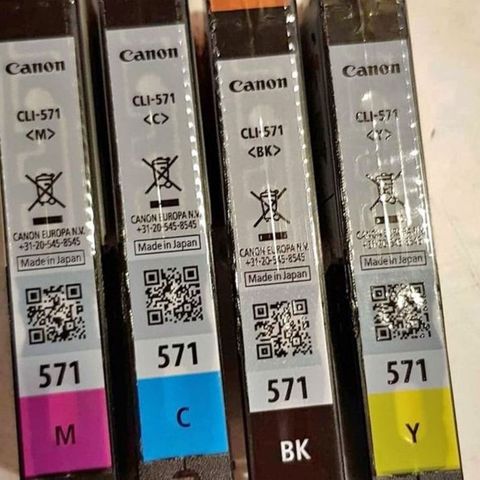 Canon
CLI-571
<M>
CANON EUROPA N.V.
+31-20-545-8545
Made in Japan
571
M
Canon
CLI-571
<C>
CANON EUROPA N.V.
+31-20-545-8545
Made in Japan
571
C
Canon
CLI-571
<BK>
CANON EUROPA N.V.
+31-20-545-8545
Made in Japan
571
BK
Canon
CLI-571
<Y>
CANON EUROPA N.V.
+31-20-545-8545
Made in Japan
571
Y